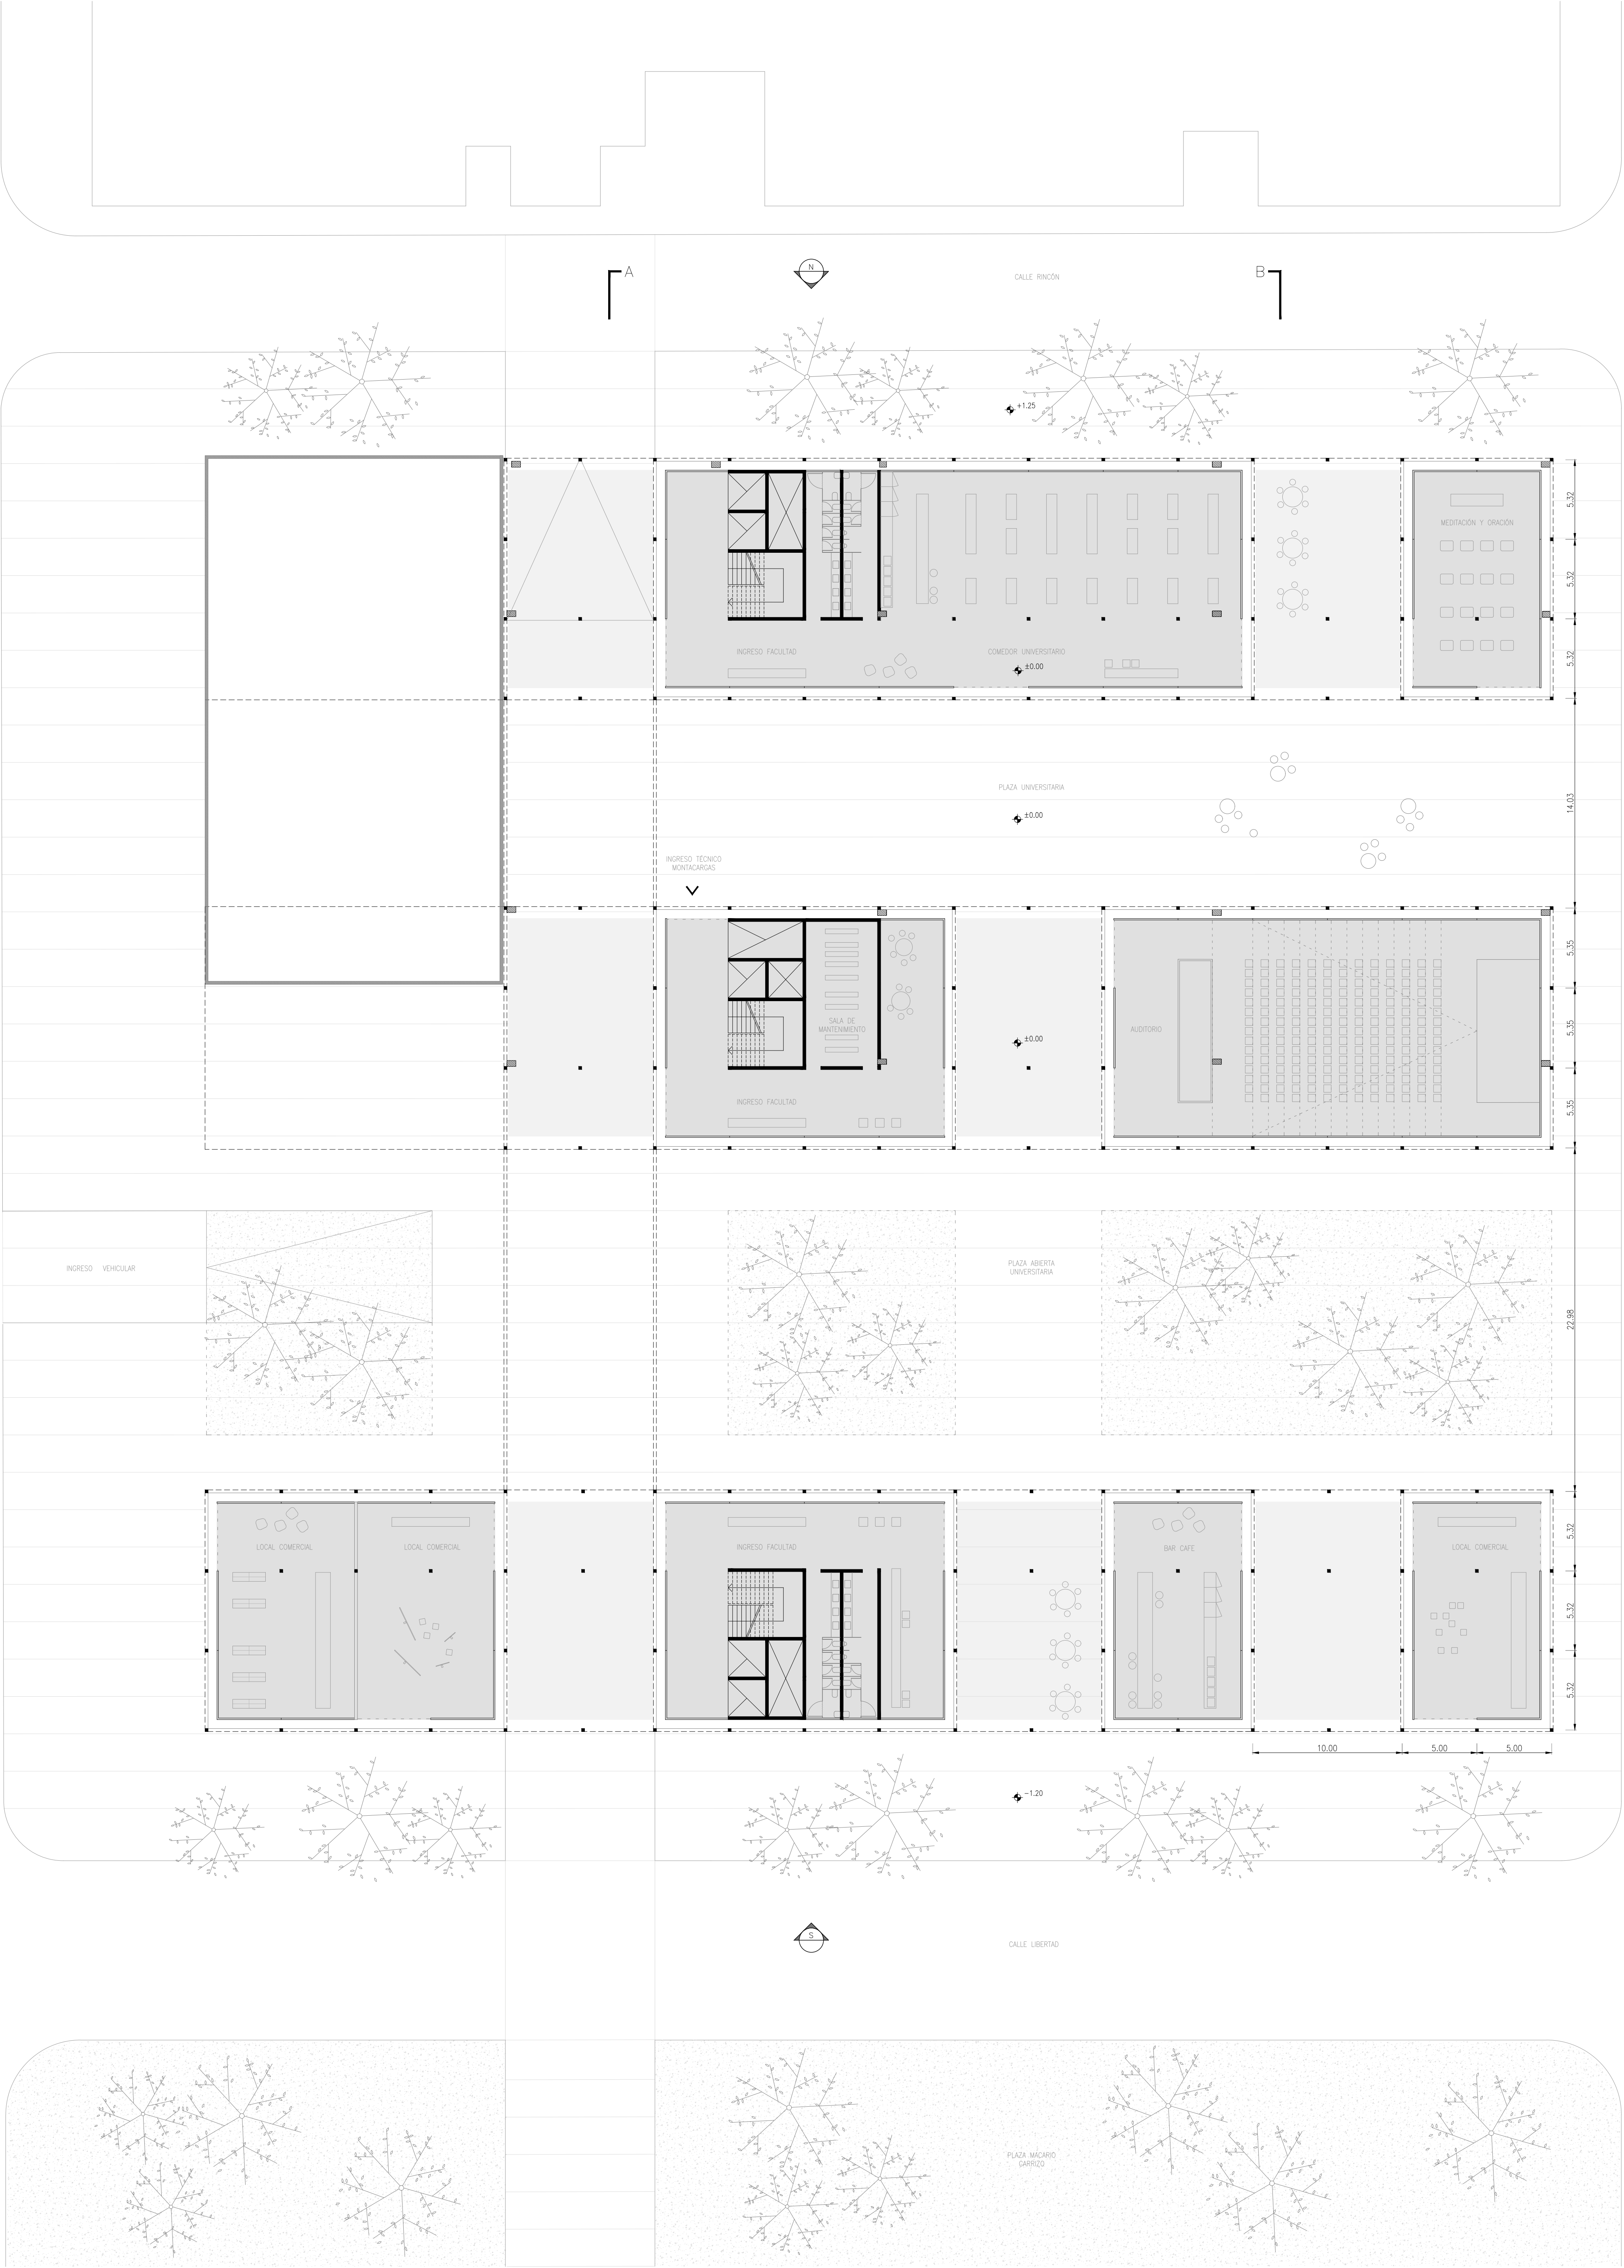 A
N
CALLE RINCÓN
B
+1.25
5.32
MEDITACIÓN Y ORACIÓN
5.32
INGRESO FACULTAD
COMEDOR UNIVERSITARIO
±0.00
5.32
PLAZA UNIVERSITARIA
±0.00
14.03
INGRESO TÉCNICO
MONTACARGAS
5.35
SALA DE
MANTENIMIENTO
AUDITORIO
±0.00
5.35
INGRESO FACULTAD
5.35
INGRESO VEHICULAR
PLAZA ABIERTA
UNIVERSITARIA
22.98
LOCAL COMERCIAL
LOCAL COMERCIAL
INGRESO FACULTAD
BAR CAFÉ
LOCAL COMERCIAL
5.32
5.32
5.32
10.00
5.00
5.00
-1.20
S
CALLE LIBERTAD
PLAZA MACARIO
CARRIZO